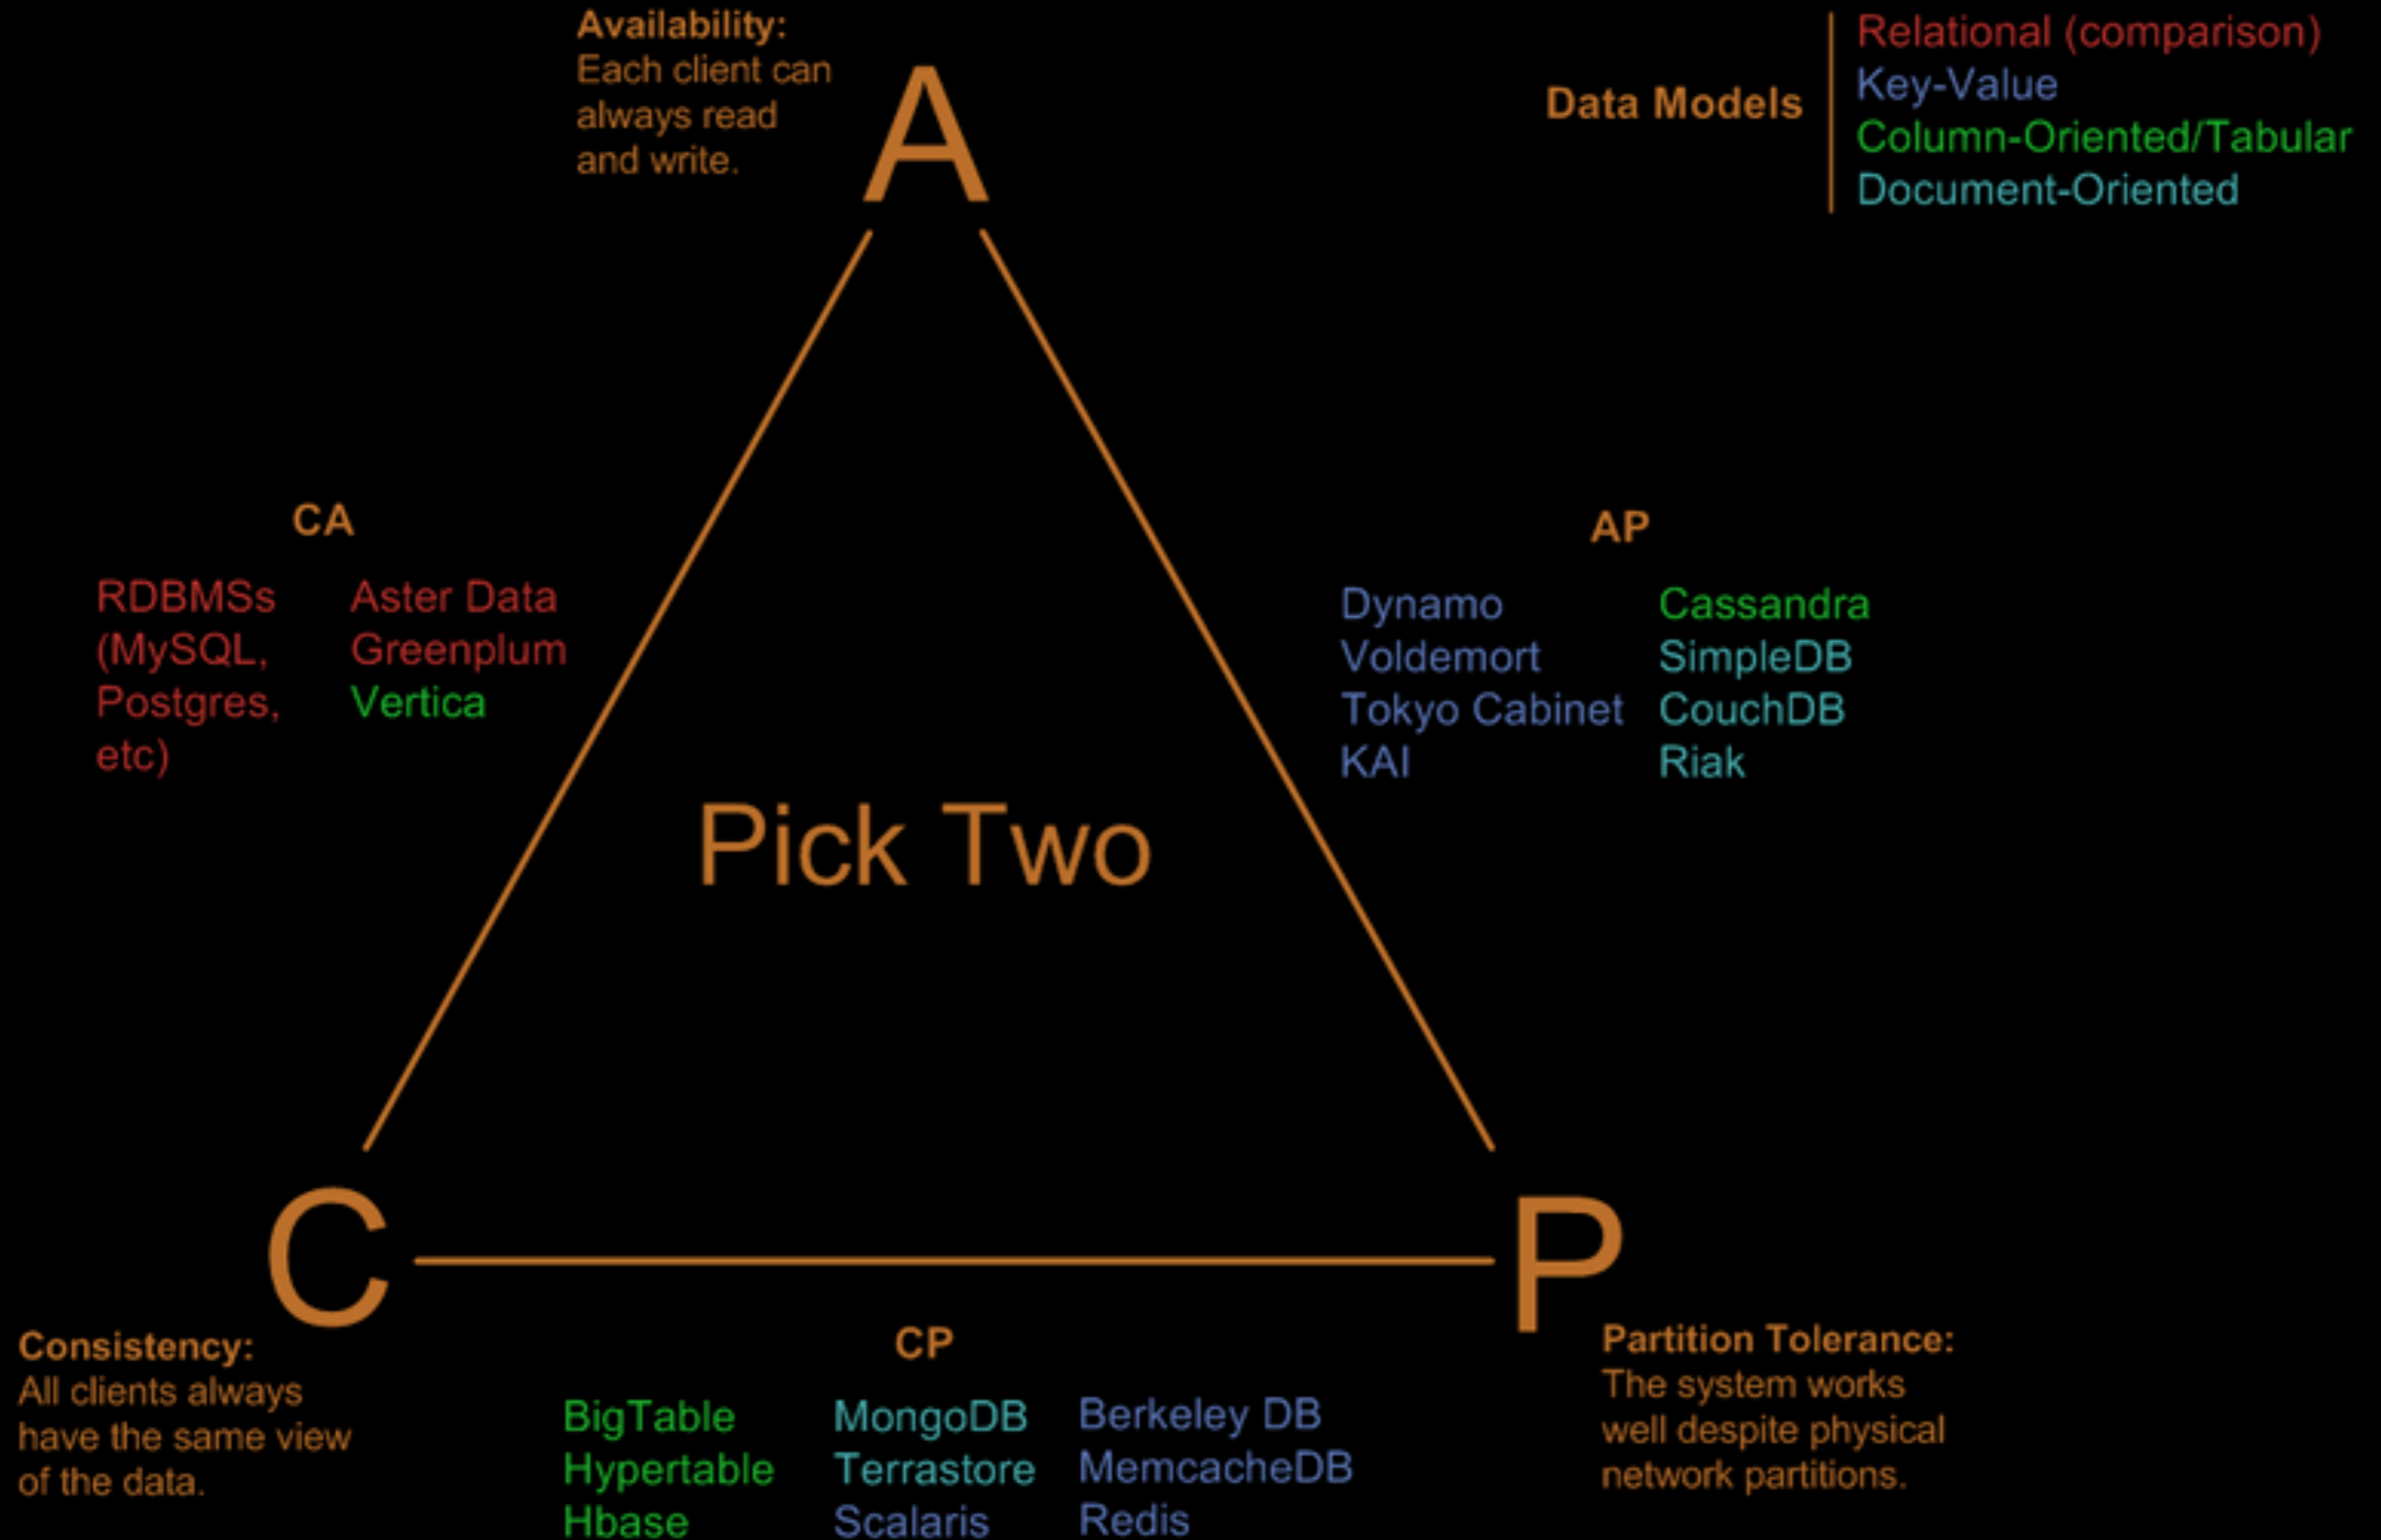 Availability:
Each client can
always read
and write.
A
Data Models
Relational (comparison)
Key-Value
Column-Oriented/Tabular
Document-Oriented
CA
RDBMSs
(MySQL,
Postgres,
etc)
Aster Data
Greenplum
Vertica
AP
Dynamo
Voldemort
Tokyo Cabinet
KAI
Cassandra
SimpleDB
CouchDB
Riak
Pick Two
C
P
Consistency:
All clients always
have the same view
of the data.
CP
BigTable
Hypertable
Hbase
MongoDB
Terrastore
Scalaris
Berkeley DB
MemcacheDB
Redis
Partition Tolerance:
The system works
well despite physical
network partitions.